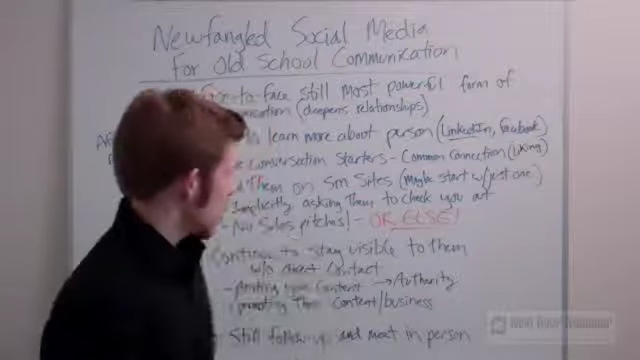 Newfangled Social Media
for Old School Communication
Face-to-face still most powerful form of
(deepens relationships)
learn more about person (LinkedIn, Facebook)
Conversation Starters - Common connection
Them on Sm Sites (maybe start w/just one)
Implicitly asking Them to check you out
- No Sales pitches! - OR ELSE!
Continue to stay visible to them
w/o direct Contact
- posting your Content → Authority
- promoting Their Content/business
Still follow-up and meet in person